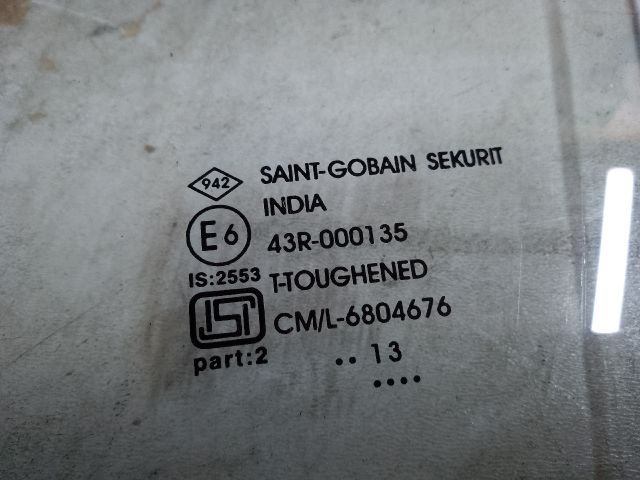 942 SAINT-GOBAIN SEKURIT
INDIA
E6 43R-000135
IS:2553 T-TOUGHENED
ISI CM/L-6804676
part:2 •• 13
••••